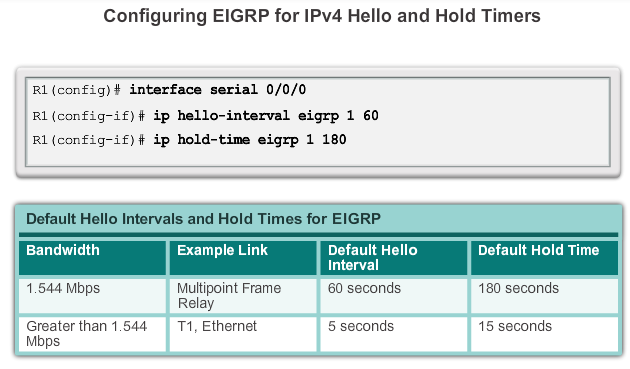 Configuring EIGRP for IPv4 Hello and Hold Timers
R1(config)# interface serial 0/0/0
R1(config-if)# ip hello-interval eigrp 1 60
R1(config-if)# ip hold-time eigrp 1 180
Default Hello Intervals and Hold Times for EIGRP
Bandwidth
Example Link
Default Hello
Interval
Default Hold Time
1.544 Mbps
Multipoint Frame
Relay
60 seconds
180 seconds
Greater than 1.544
Mbps
T1, Ethernet
5 seconds
15 seconds